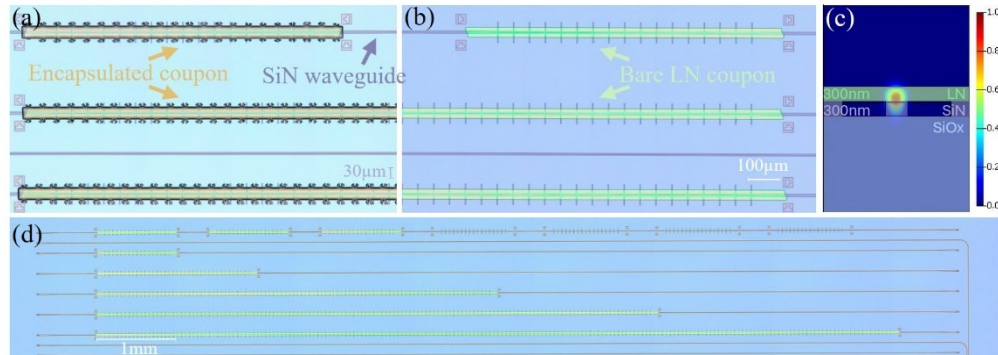 (a)
Encapsulated coupon
SiN waveguide
30μm
(b)
Bare LN coupon
100μm
(c)
300nm LN
300nm SiN
SiOx
1.0
0.8
0.6
0.4
0.2
0.0
(d)
1mm